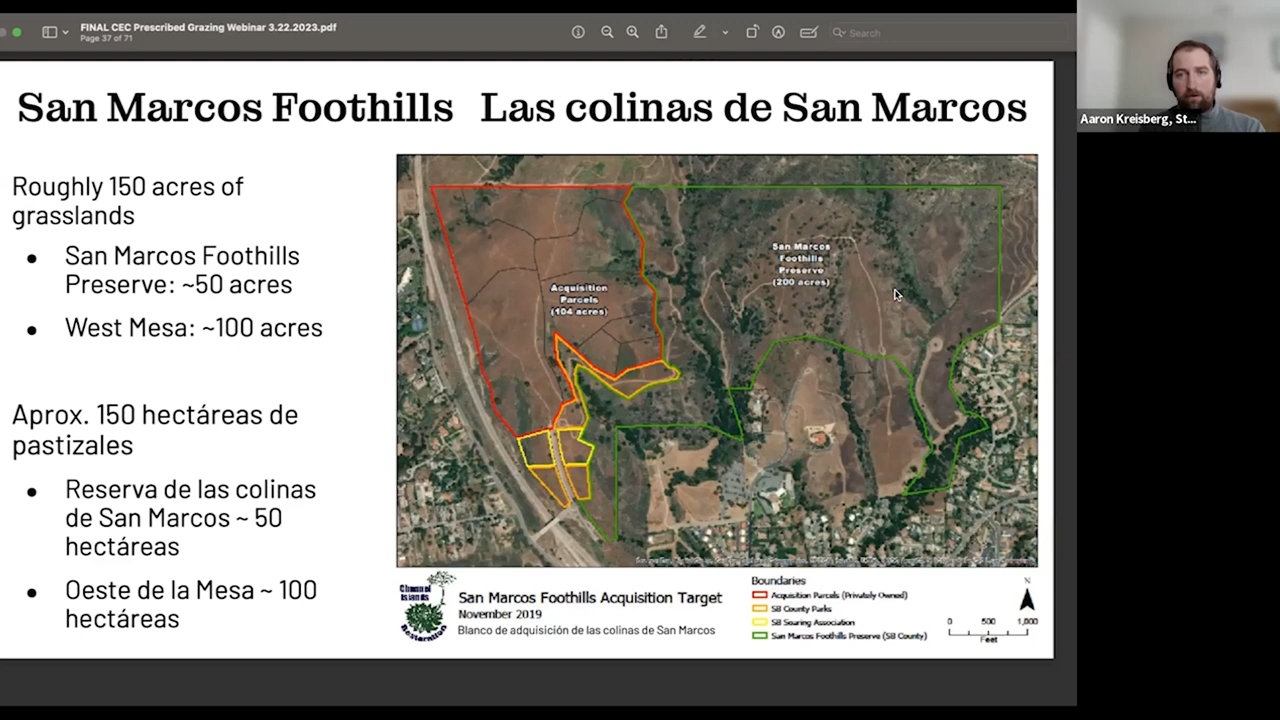 FINAL CEC Prescribed Grazing Webinar 3.22.2023.pdf
Page 37 of 71
Search
Aaron Kreisberg, St...
San Marcos Foothills Las colinas de San Marcos
Roughly 150 acres of
grasslands
• San Marcos Foothills
Preserve: ~50 acres
• West Mesa: ~100 acres
Aprox. 150 hectáreas de
pastizales
• Reserva de las colinas
de San Marcos ~ 50
hectáreas
• Oeste de la Mesa ~ 100
hectáreas
Acquisition
Parcels
(104 acres)
San Marcos
Foothills
Preserve
(200 acres)
Channel
Islands
Restoration
San Marcos Foothills Acquisition Target
November 2019
Blanco de adquisición de las colinas de San Marcos
Boundaries
Acquisition Parcels (Privately Owned)
SB County Parks
SB Soaring Association
San Marcos Foothills Preserve (SB County)
N
0 500 1,000
Feet